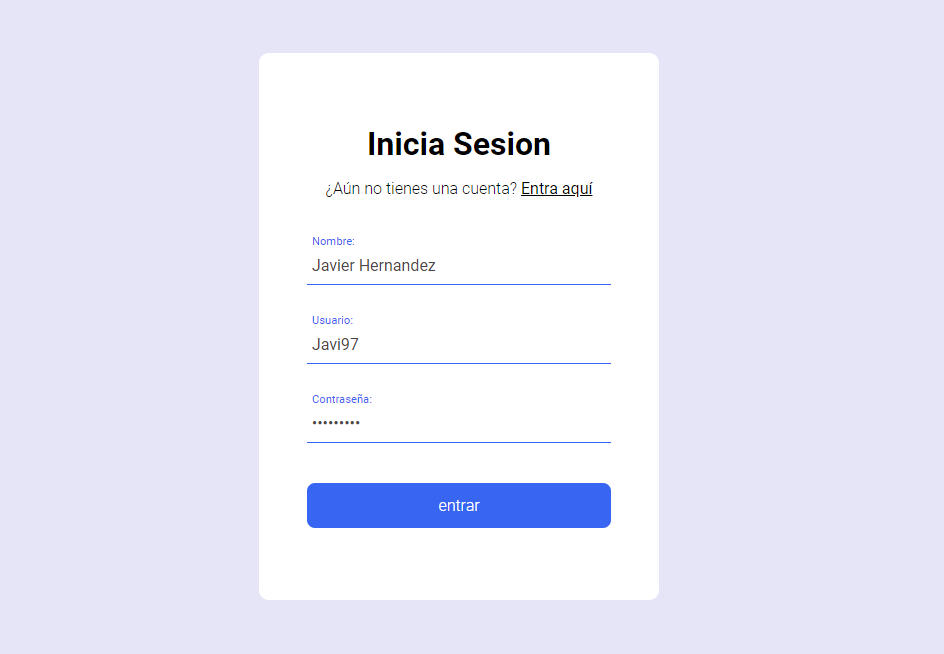 Inicia Sesion
¿Aún no tienes una cuenta? Entra aquí
Nombre:
Javier Hernandez
Usuario:
Javi97
Contraseña:
•••••••••
entrar